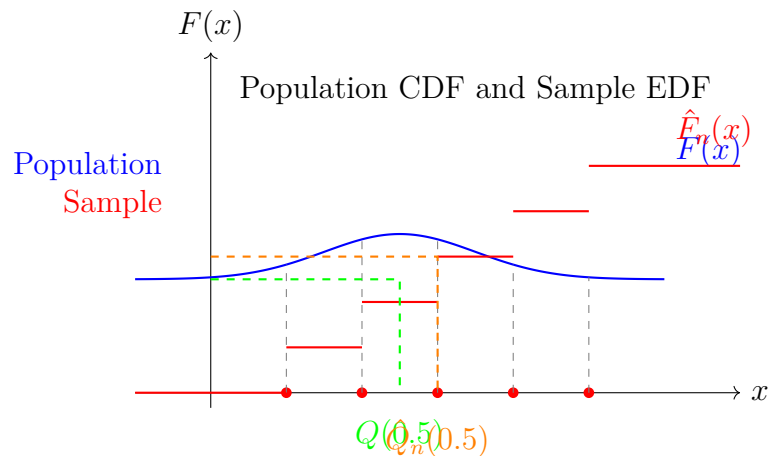 F(x)
Population CDF and Sample EDF
F̂ₙ(x)
F(x)
Population
Sample
x
Q(0.5)
Q̂ₙ(0.5)